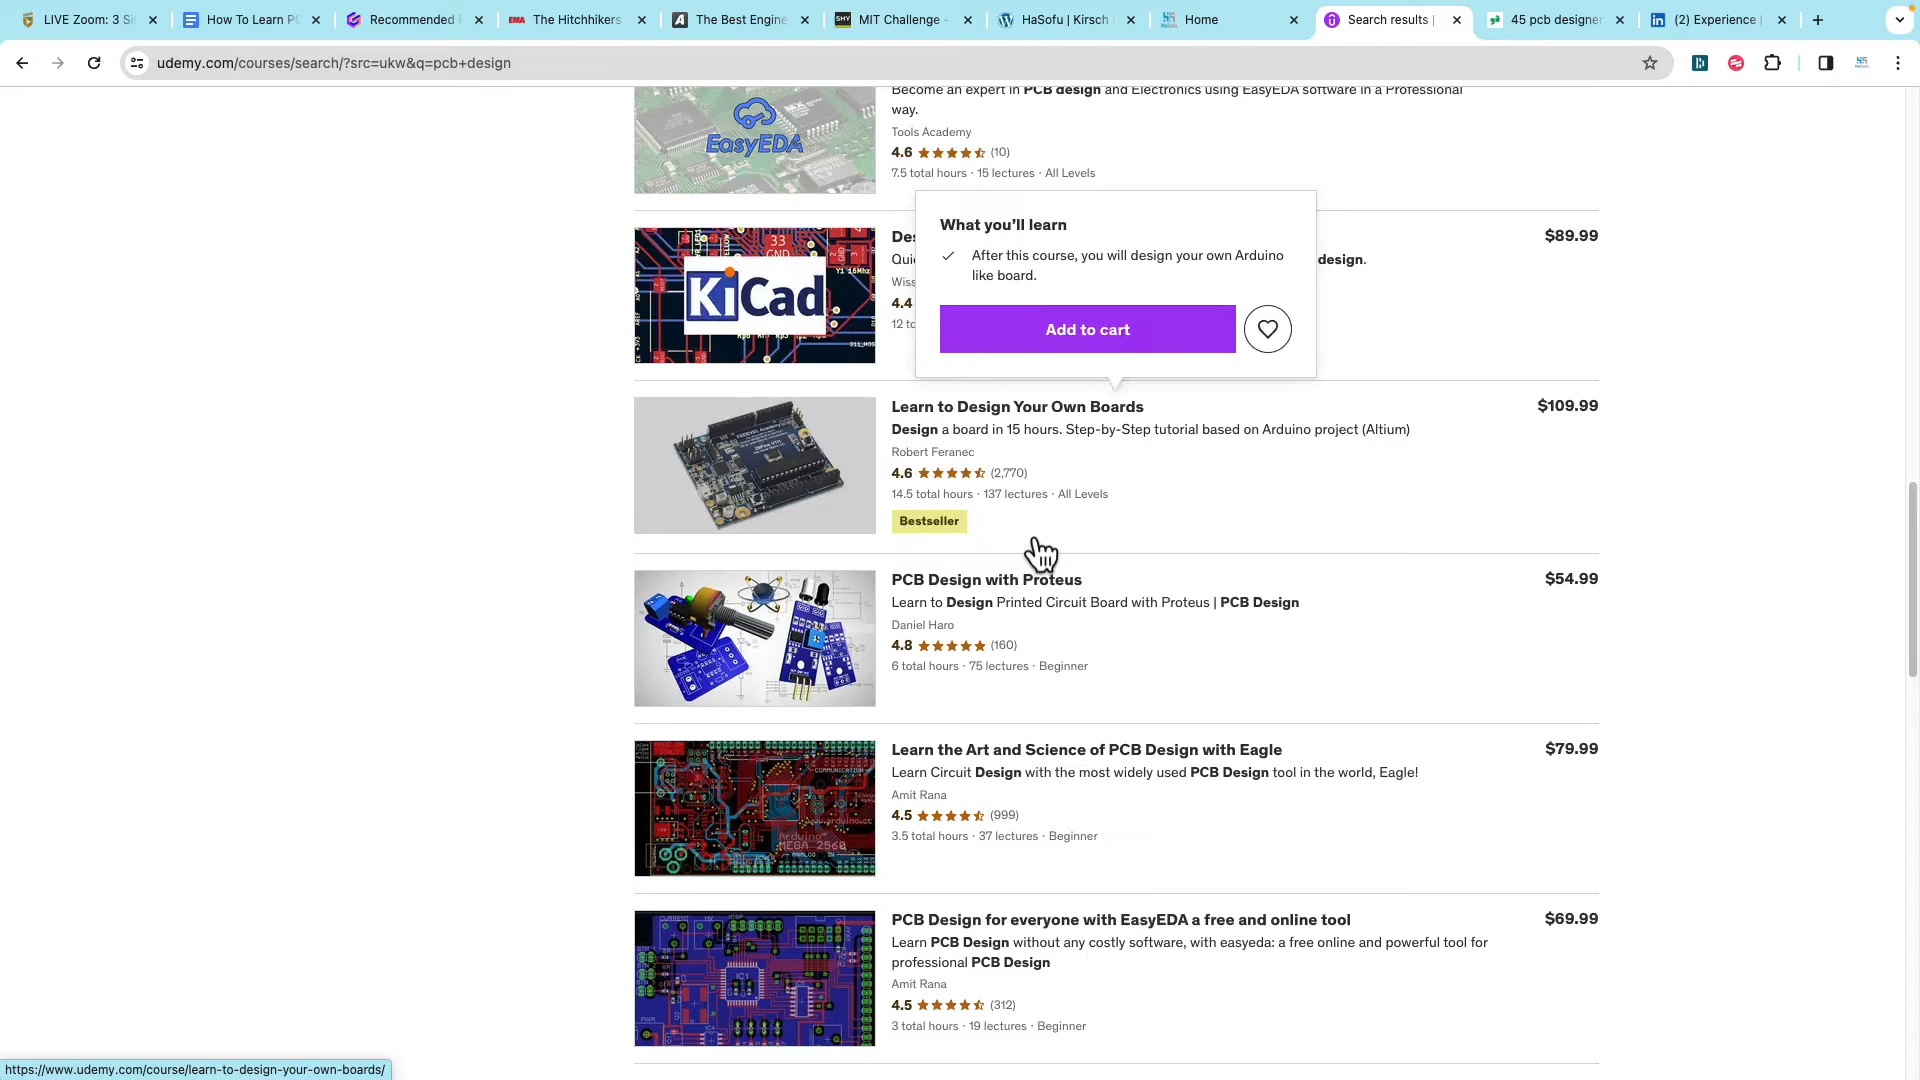 LIVE Zoom: 3 Si
How To Learn PC
Recommended
EMA The Hitchhikers
The Best Engine
SHY MIT Challenge -
HaSofu | Kirsch
Home
Search results |
45 pcb designer
(2) Experience |
udemy.com/courses/search/?src=ukw&q=pcb+design
Become an expert in PCB design and Electronics using EasyEDA software in a Professional
way.
EasyEDA
Tools Academy
4.6 (10)
7.5 total hours · 15 lectures · All Levels
What you'll learn
After this course, you will design your own Arduino
like board.
Add to cart
$89.99
design.
KiCad
33
GND
4.4
Learn to Design Your Own Boards
$109.99
Design a board in 15 hours. Step-by-Step tutorial based on Arduino project (Altium)
Robert Feranec
4.6 (2,770)
14.5 total hours · 137 lectures · All Levels
Bestseller
PCB Design with Proteus
$54.99
Learn to Design Printed Circuit Board with Proteus | PCB Design
Daniel Haro
4.8 (160)
6 total hours · 75 lectures · Beginner
Learn the Art and Science of PCB Design with Eagle
$79.99
Learn Circuit Design with the most widely used PCB Design tool in the world, Eagle!
Amit Rana
4.5 (999)
3.5 total hours · 37 lectures · Beginner
Arduino
MEGA 2560
PCB Design for everyone with EasyEDA a free and online tool
$69.99
Learn PCB Design without any costly software, with easyeda: a free online and powerful tool for
professional PCB Design
Amit Rana
4.5 (312)
3 total hours · 19 lectures · Beginner
IC1
https://www.udemy.com/course/learn-to-design-your-own-boards/